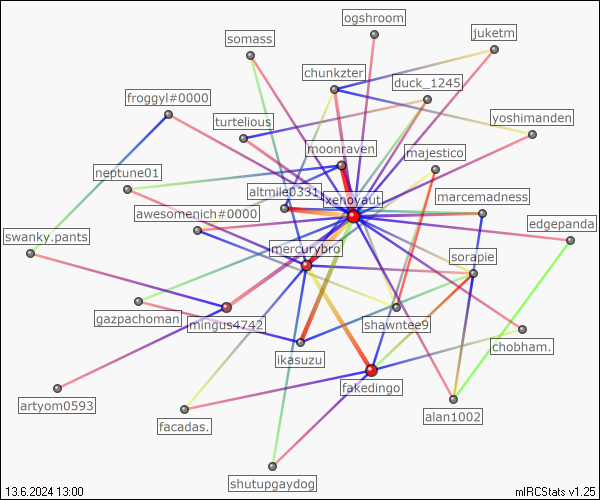 ogshroom
juketm
somass
chunkzter
duck_1245
froggyl#0000
turtelious
yoshimanden
moonraven
majestico
neptune01
altmile0331
xenoyaut
marcemadness
awesomenich#0000
edgepanda
swanky.pants
mercurybro
sorapie
gazpachoman
mingus4742
shawntee9
chobham.
ikasuzu
fakedingo
artyom0593
alan1002
facadas.
shutupgaydog
13.6.2024 13:00
mIRCStats v1.25